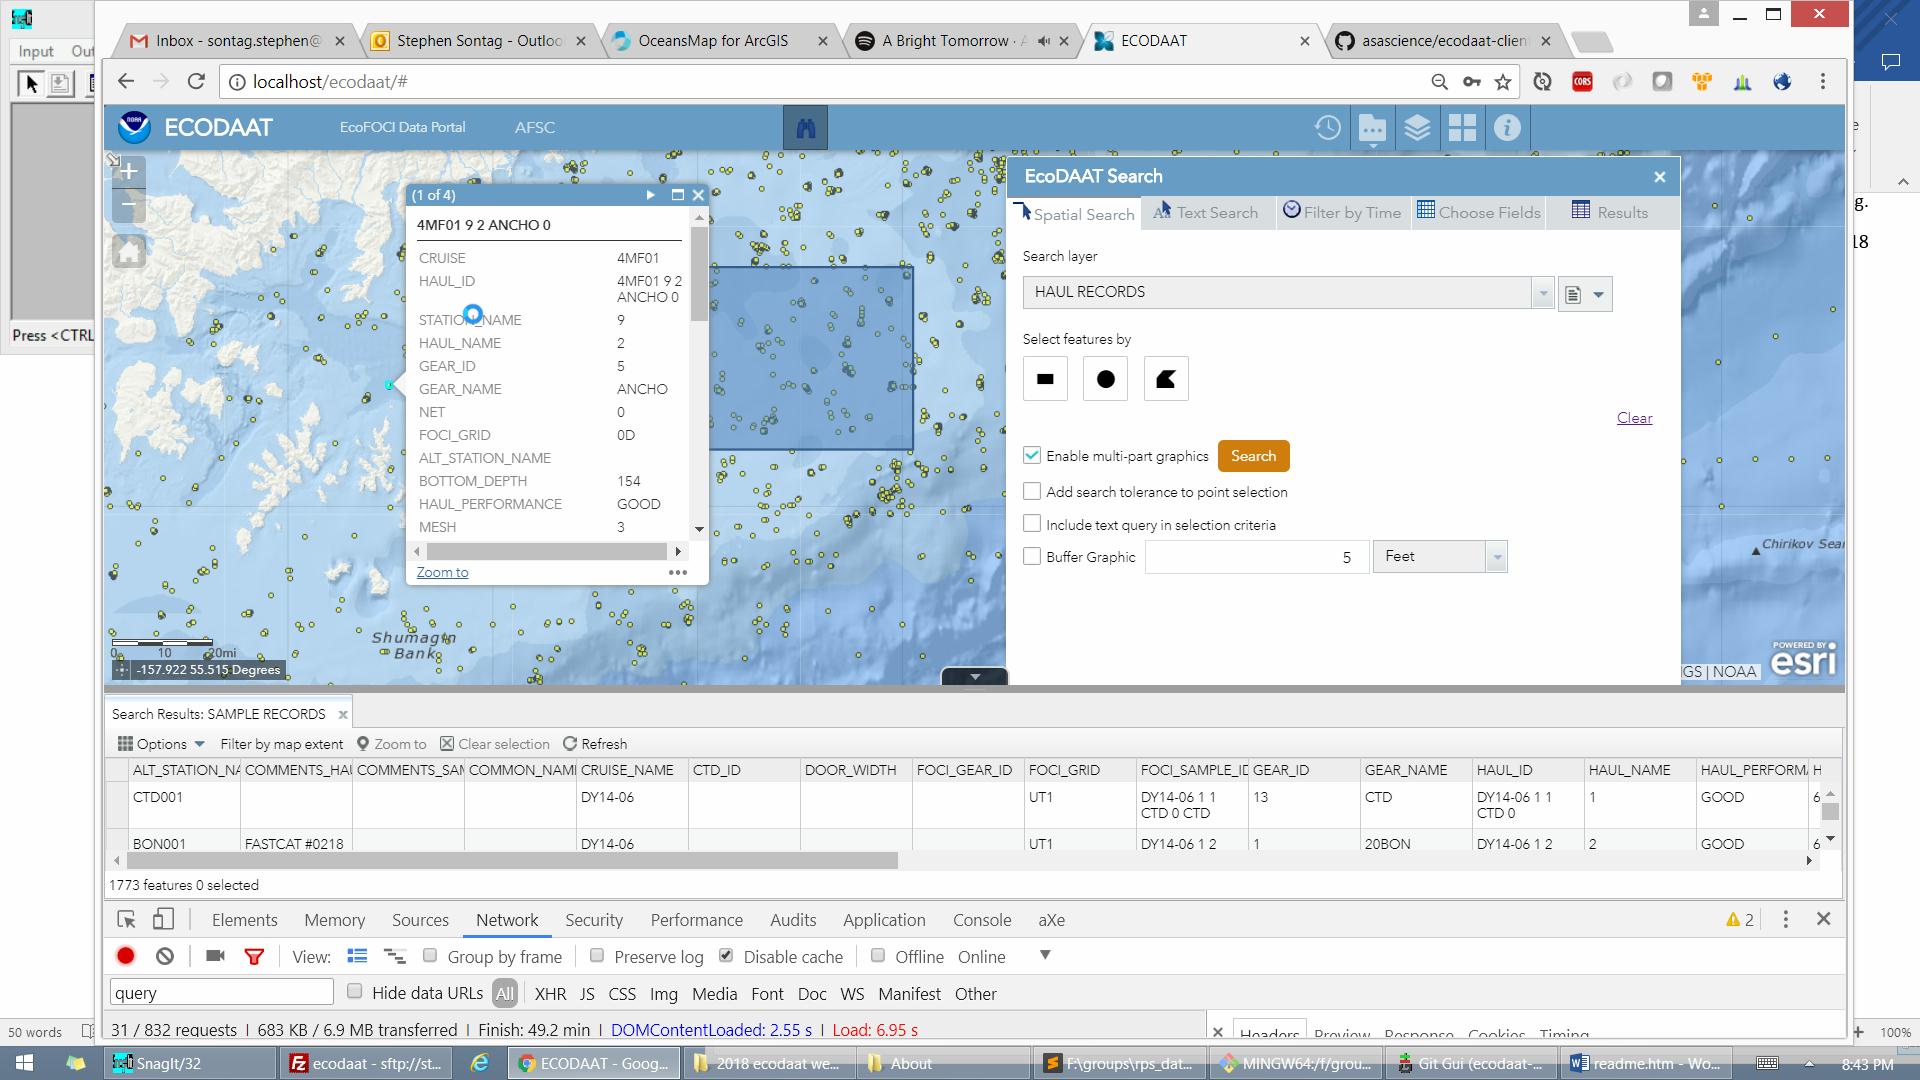 Input Out
Press <CTRL
50 words
Inbox - sontag.stephen@
Stephen Sontag - Outloo
OceansMap for ArcGIS
A Bright Tomorrow · A
ECODAAT
asascience/ecodaat-clien
localhost/ecodaat/#
CORS
NOAA
ECODAAT
EcoFOCI Data Portal
AFSC
(1 of 4)
4MF01 9 2 ANCHO 0
CRUISE 4MF01
HAUL_ID 4MF01 9 2
ANCHO 0
STATION_NAME 9
HAUL_NAME 2
GEAR_ID 5
GEAR_NAME ANCHO
NET 0
FOCI_GRID 0D
ALT_STATION_NAME
BOTTOM_DEPTH 154
HAUL_PERFORMANCE GOOD
MESH 3
Zoom to
Shumagin
Bank
0 10 20mi
-157.922 55.515 Degrees
EcoDAAT Search
Spatial Search Text Search Filter by Time Choose Fields Results
Search layer
HAUL RECORDS
Select features by
Clear
Enable multi-part graphics Search
Add search tolerance to point selection
Include text query in selection criteria
Buffer Graphic 5 Feet
Chirikov Sea
GS | NOAA
POWERED BY
esri
g.
18
Search Results: SAMPLE RECORDS x
Options Filter by map extent Zoom to Clear selection Refresh
ALT_STATION_NA COMMENTS_HAU COMMENTS_SAM COMMON_NAME CRUISE_NAME CTD_ID DOOR_WIDTH FOCI_GEAR_ID FOCI_GRID FOCI_SAMPLE_ID GEAR_ID GEAR_NAME HAUL_ID HAUL_NAME HAUL_PERFORMA H
CTD001 DY14-06 UT1 DY14-06 1 1 13 CTD DY14-06 1 1 1 GOOD 6
CTD 0 CTD CTD 0
BON001 FASTCAT #0218 DY14-06 UT1 DY14-06 1 2 1 20BON DY14-06 1 2 2 GOOD 6
1773 features 0 selected
Elements Memory Sources Network Security Performance Audits Application Console aXe 2
View: Group by frame Preserve log Disable cache Offline Online
query Hide data URLs All XHR JS CSS Img Media Font Doc WS Manifest Other
31 / 832 requests | 683 KB / 6.9 MB transferred | Finish: 49.2 min | DOMContentLoaded: 2.55 s | Load: 6.95 s
Headers Preview Response Cookies Timing
100%
SnagIt/32
ecodaat - sftp://st...
ECODAAT - Goog...
2018 ecodaat we...
About
F:\groups\rps_dat...
MINGW64:/f/grou...
Git Gui (ecodaat-...
readme.htm - Wo...
8:43 PM